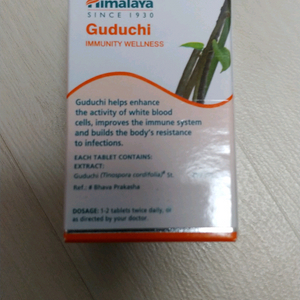 Himalaya
SINCE 1930
Guduchi
IMMUNITY WELLNESS
Guduchi helps enhance
the activity of white blood
cells, improves the immune system
and builds the body's resistance
to infections.
EACH TABLET CONTAINS:
EXTRACT:
Guduchi (Tinospora cordifolia)# St.
Ref.: # Bhava Prakasha
DOSAGE: 1-2 tablets twice daily, or
as directed by your doctor.